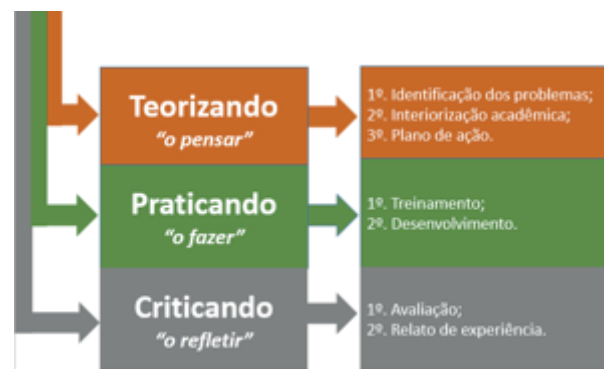 Teorizando
"o pensar"
1º. Identificação dos problemas;
2º. Interiorização acadêmica;
3º. Plano de ação.
Praticando
"o fazer"
1º. Treinamento;
2º. Desenvolvimento.
Criticando
"o refletir"
1º. Avaliação;
2º. Relato de experiência.